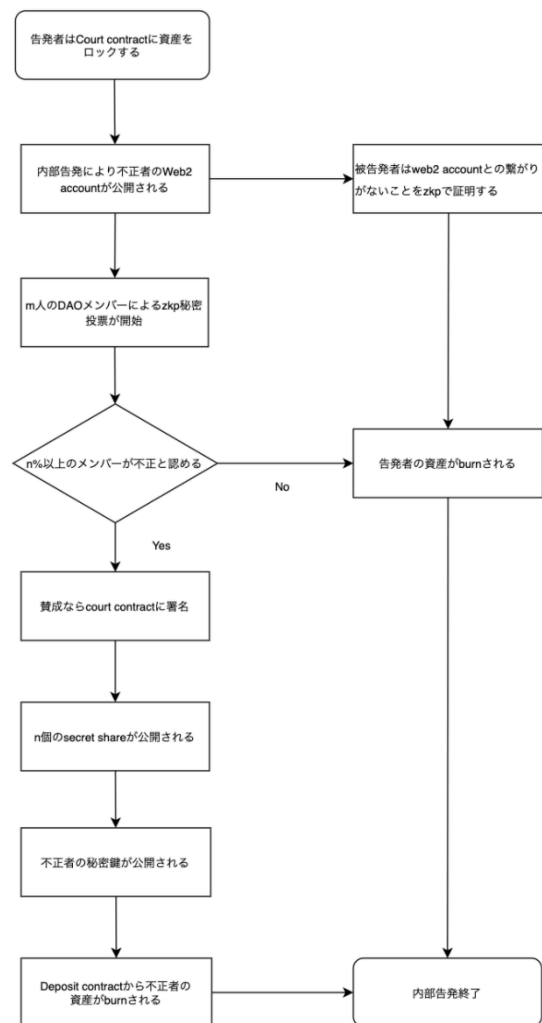 告発者はCourt contractに資産を
ロックする
内部告発により不正者のWeb2
accountが公開される
被告発者はweb2 accountとの繋がり
がないことをzkpで証明する
m人のDAOメンバーによるzkp秘密
投票が開始
n%以上のメンバーが不正と認める
No
告発者の資産がburnされる
Yes
賛成ならcourt contractに署名
n個のsecret shareが公開される
不正者の秘密鍵が公開される
Deposit contractから不正者の
資産がburnされる
内部告発終了